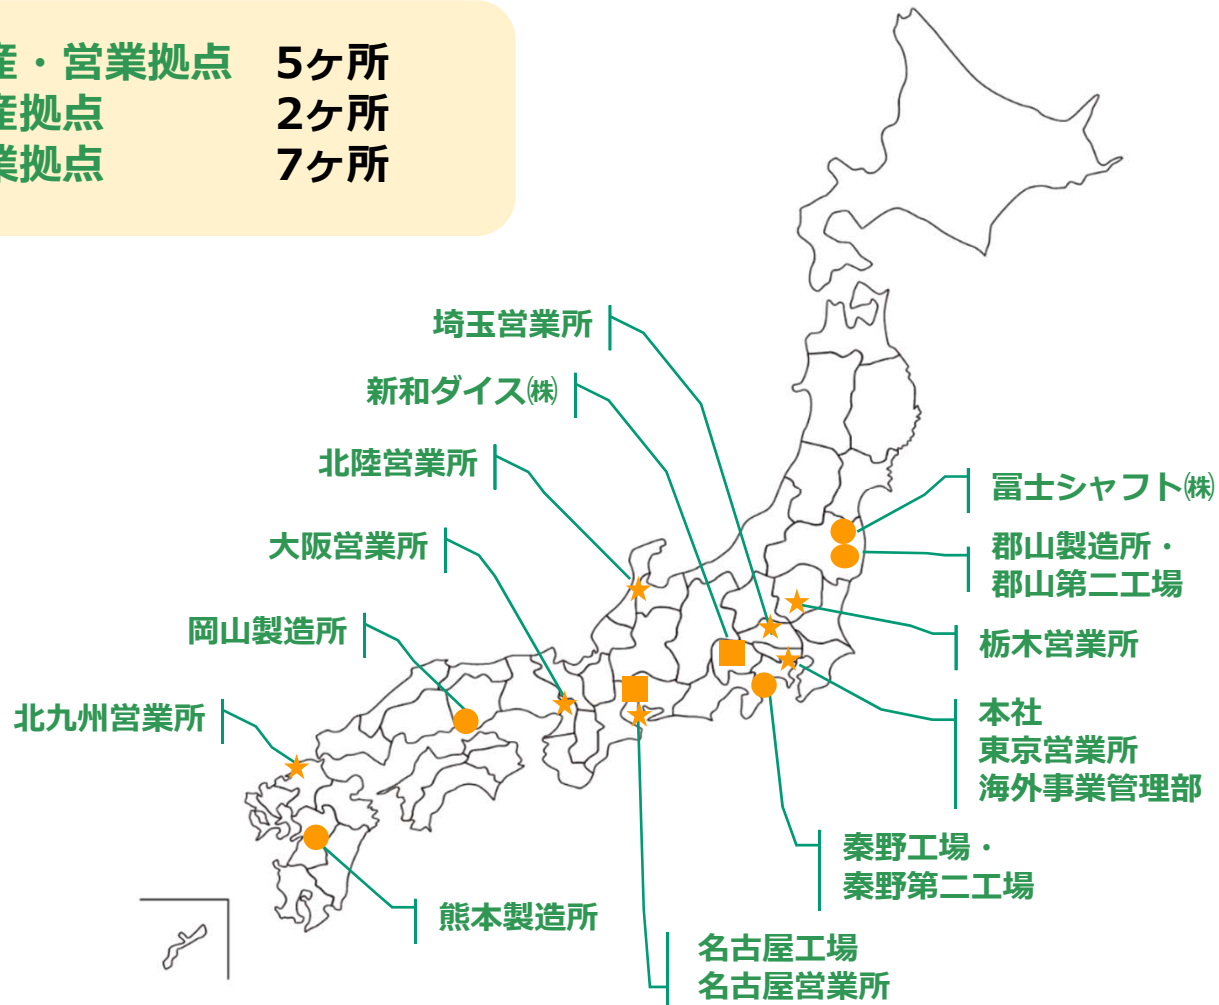 産・営業拠点 5ヶ所
産拠点 2ヶ所
業拠点 7ヶ所
埼玉営業所
新和ダイス㈱
北陸営業所
大阪営業所
岡山製造所
北九州営業所
冨士シャフト㈱
郡山製造所・
郡山第二工場
栃木営業所
本社
東京営業所
海外事業管理部
秦野工場・
秦野第二工場
熊本製造所
名古屋工場
名古屋営業所